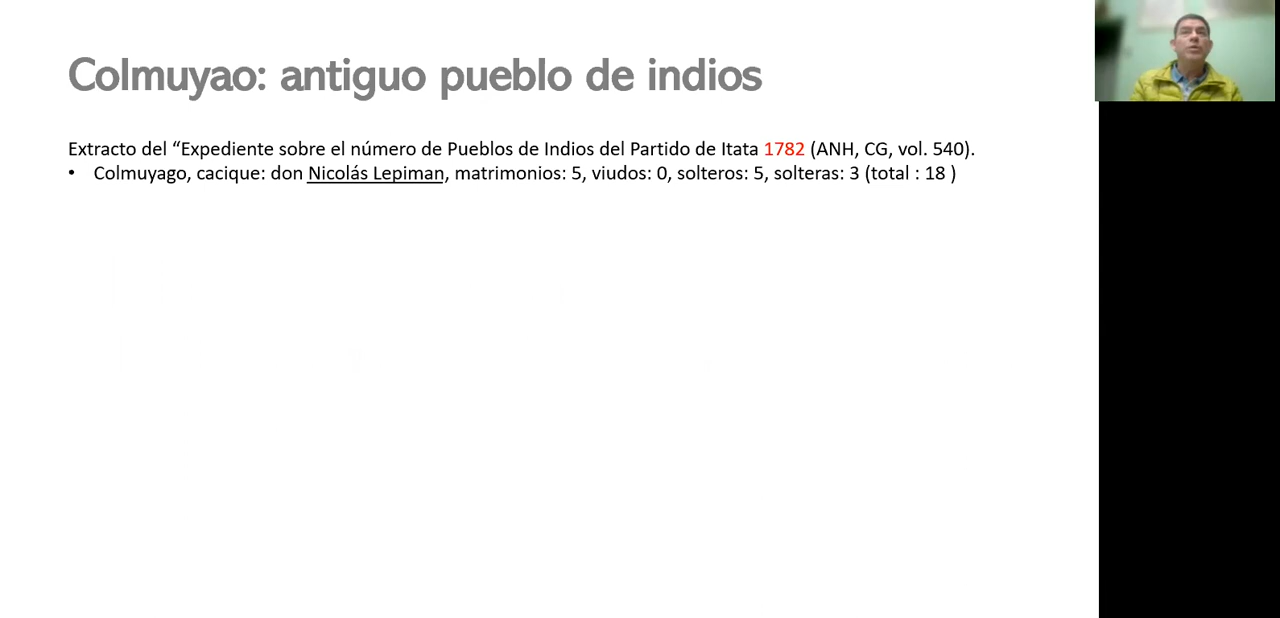 Colmuyao: antiguo pueblo de indios
Extracto del “Expediente sobre el número de Pueblos de Indios del Partido de Itata 1782 (ANH, CG, vol. 540).
• Colmuyago, cacique: don Nicolás Lepiman, matrimonios: 5, viudos: 0, solteros: 5, solteras: 3 (total : 18 )